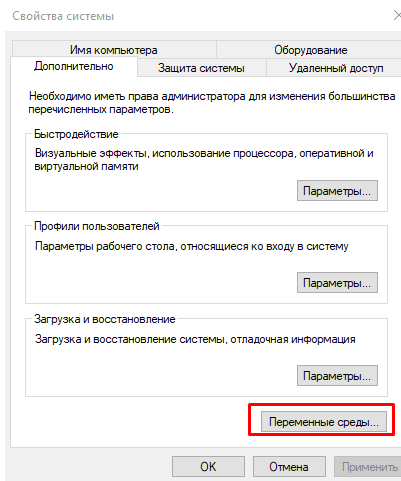 Свойства системы
Имя компьютера
Оборудование
Дополнительно
Защита системы
Удаленный доступ
Необходимо иметь права администратора для изменения большинства
перечисленных параметров.
Быстродействие
Визуальные эффекты, использование процессора, оперативной и
виртуальной памяти
Параметры...
Профили пользователей
Параметры рабочего стола, относящиеся ко входу в систему
Параметры...
Загрузка и восстановление
Загрузка и восстановление системы, отладочная информация
Параметры...
Переменные среды...
OK
Отмена
Применить